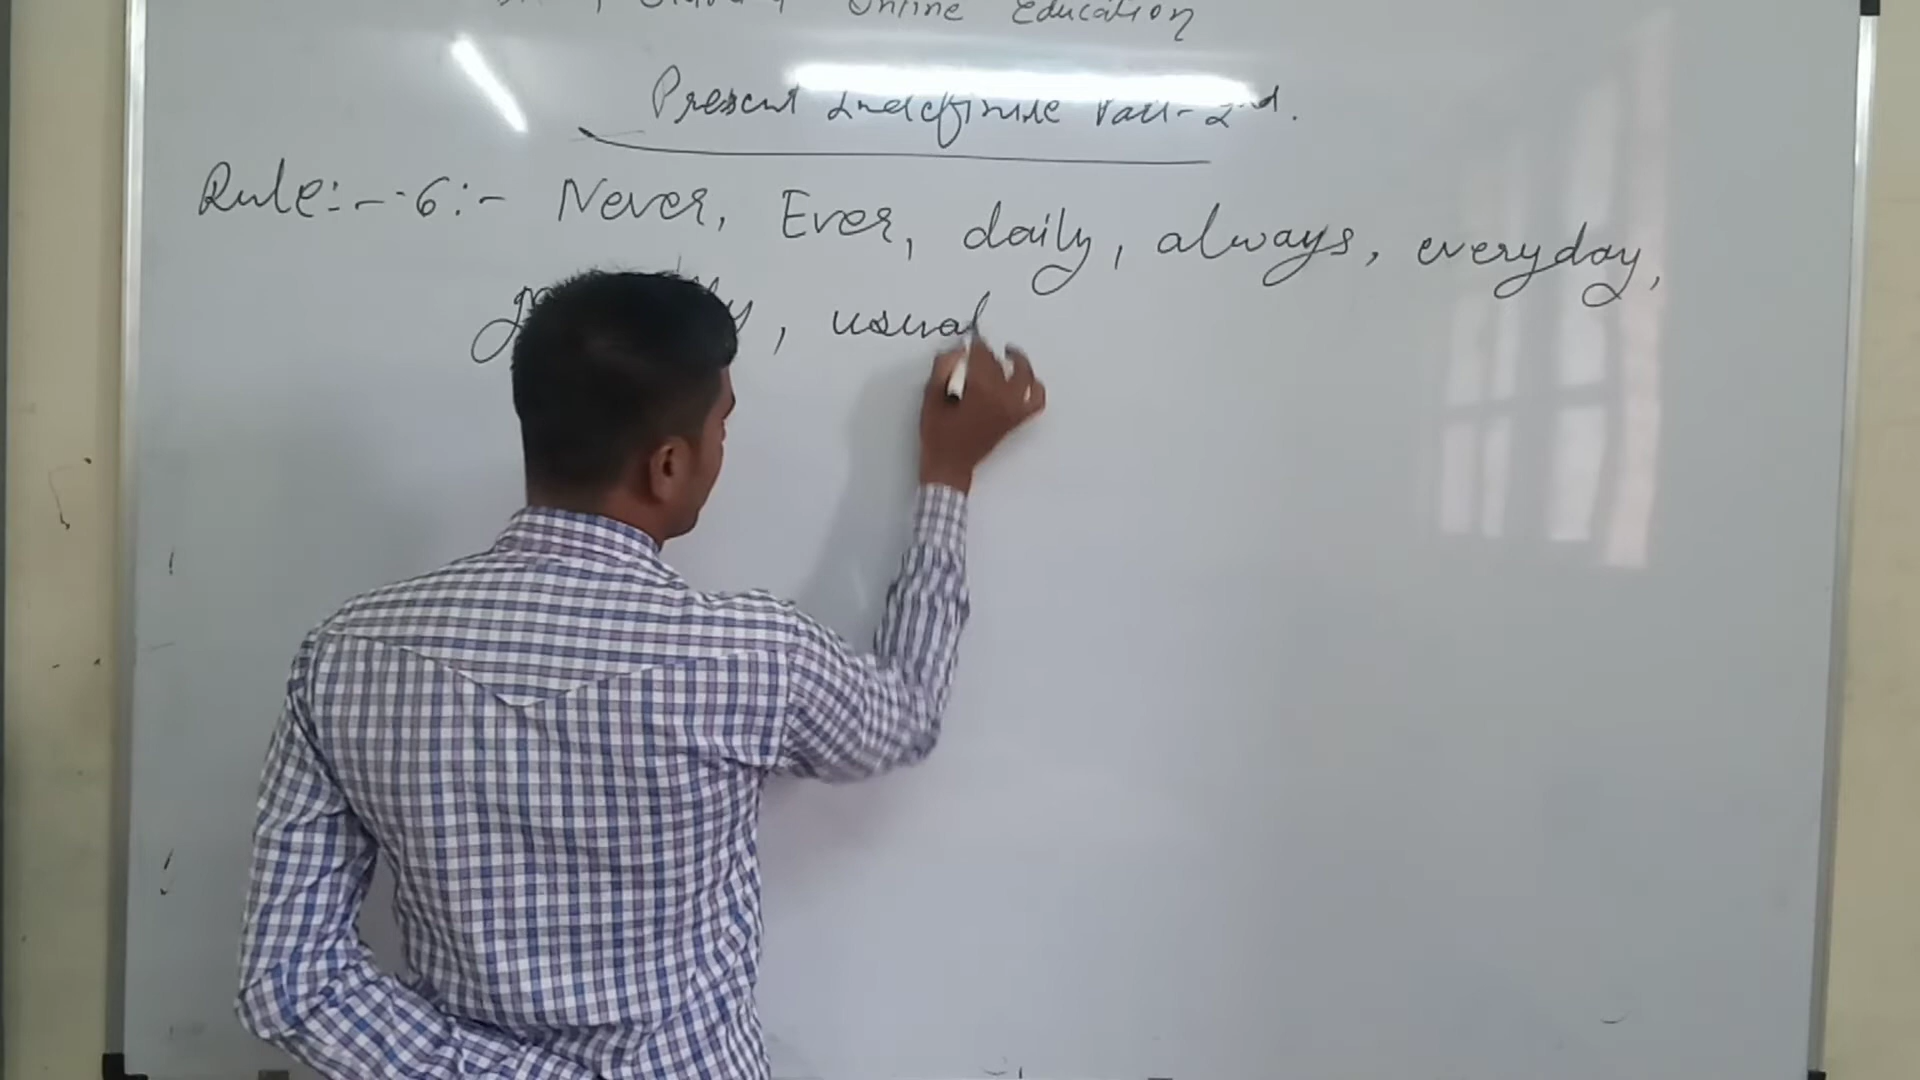 Online Education
Present Indefinite Part-2nd.
Rule:-·6:- Never, Ever, daily, always, everyday,
, usual